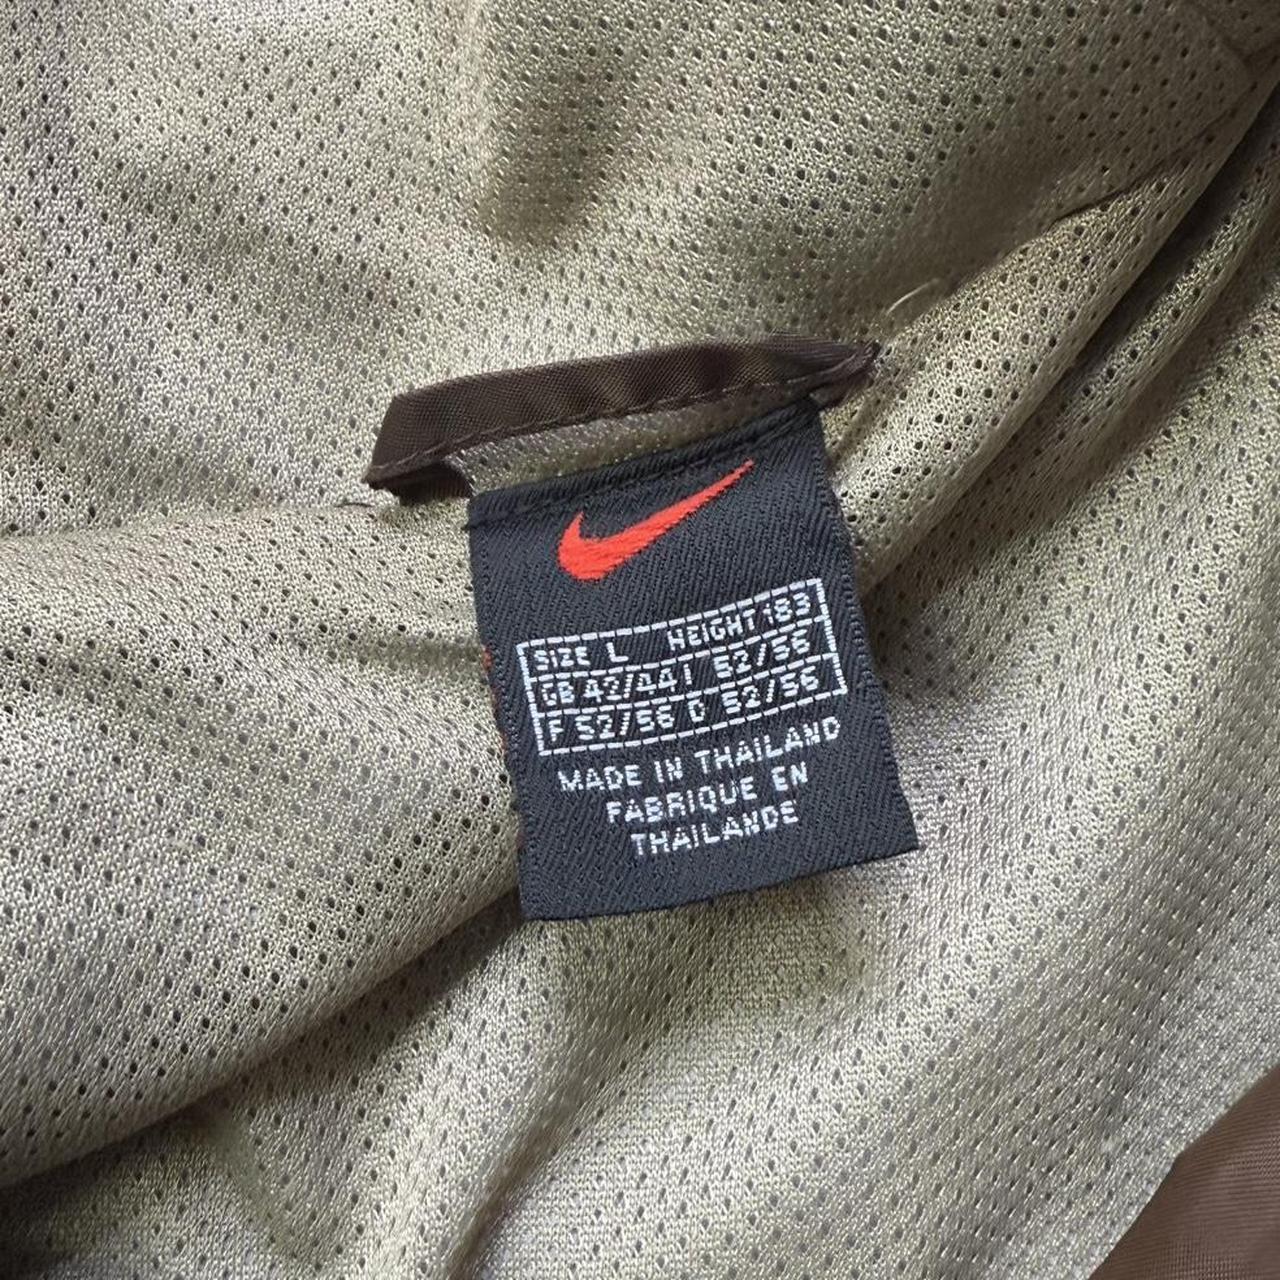 SIZE L HEIGHT 183
GB 42/44 I 52/56
F 52/56 D 52/56
MADE IN THAILAND
FABRIQUE EN
THAILANDE